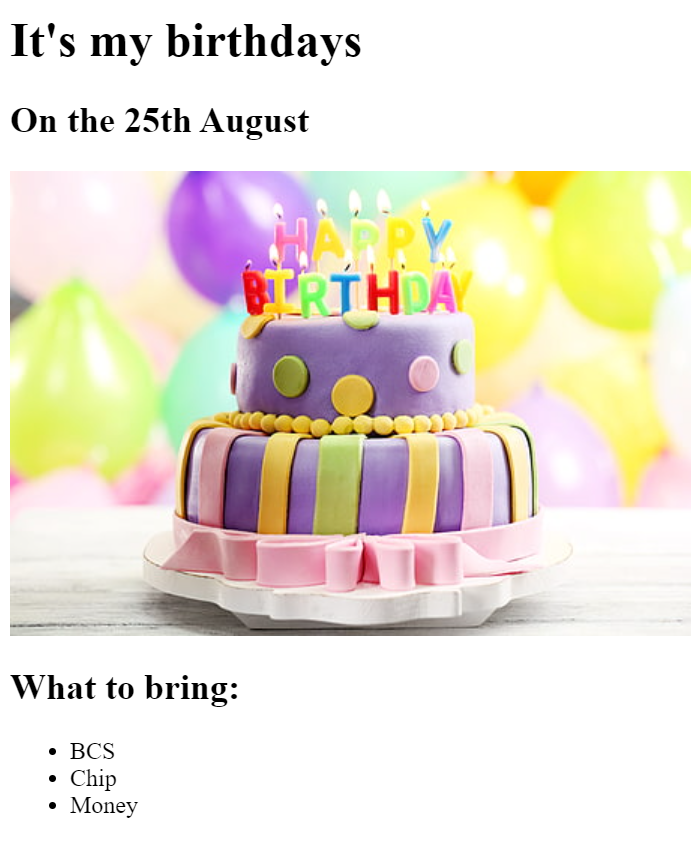 It's my birthdays
On the 25th August
HAPPY
BIRTHDAY
What to bring:
BCS
Chip
Money